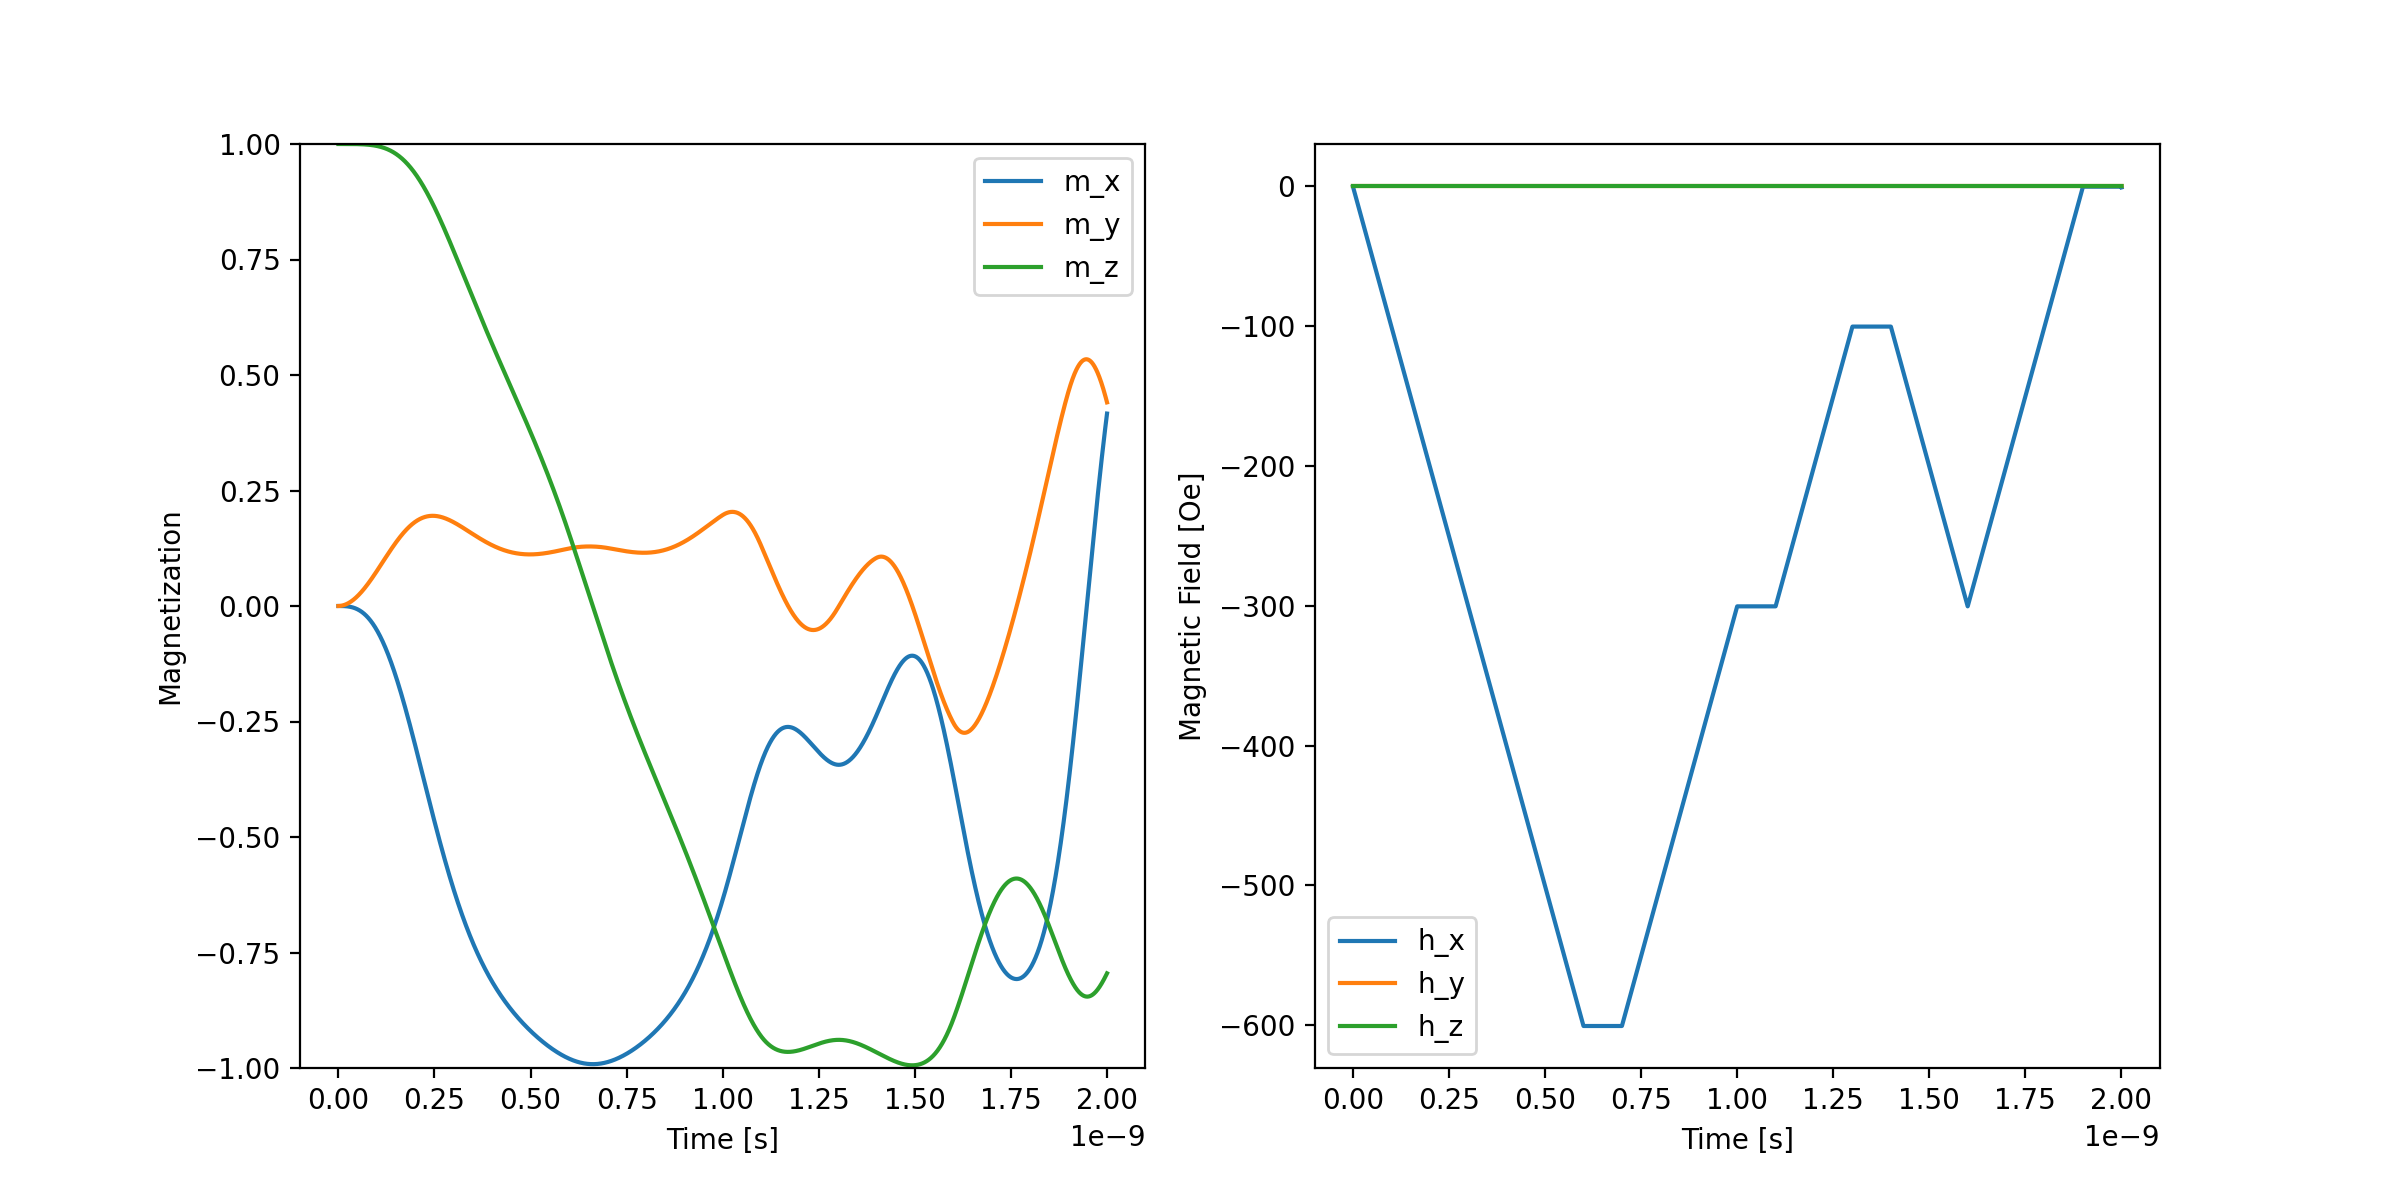 1.00
0.75
0.50
0.25
0.00
−0.25
−0.50
−0.75
−1.00
Magnetization
m_x
m_y
m_z
0.00 0.25 0.50 0.75 1.00 1.25 1.50 1.75 2.00
Time [s]
1e−9
0
−100
−200
−300
−400
−500
−600
Magnetic Field [Oe]
h_x
h_y
h_z
0.00 0.25 0.50 0.75 1.00 1.25 1.50 1.75 2.00
Time [s]
1e−9